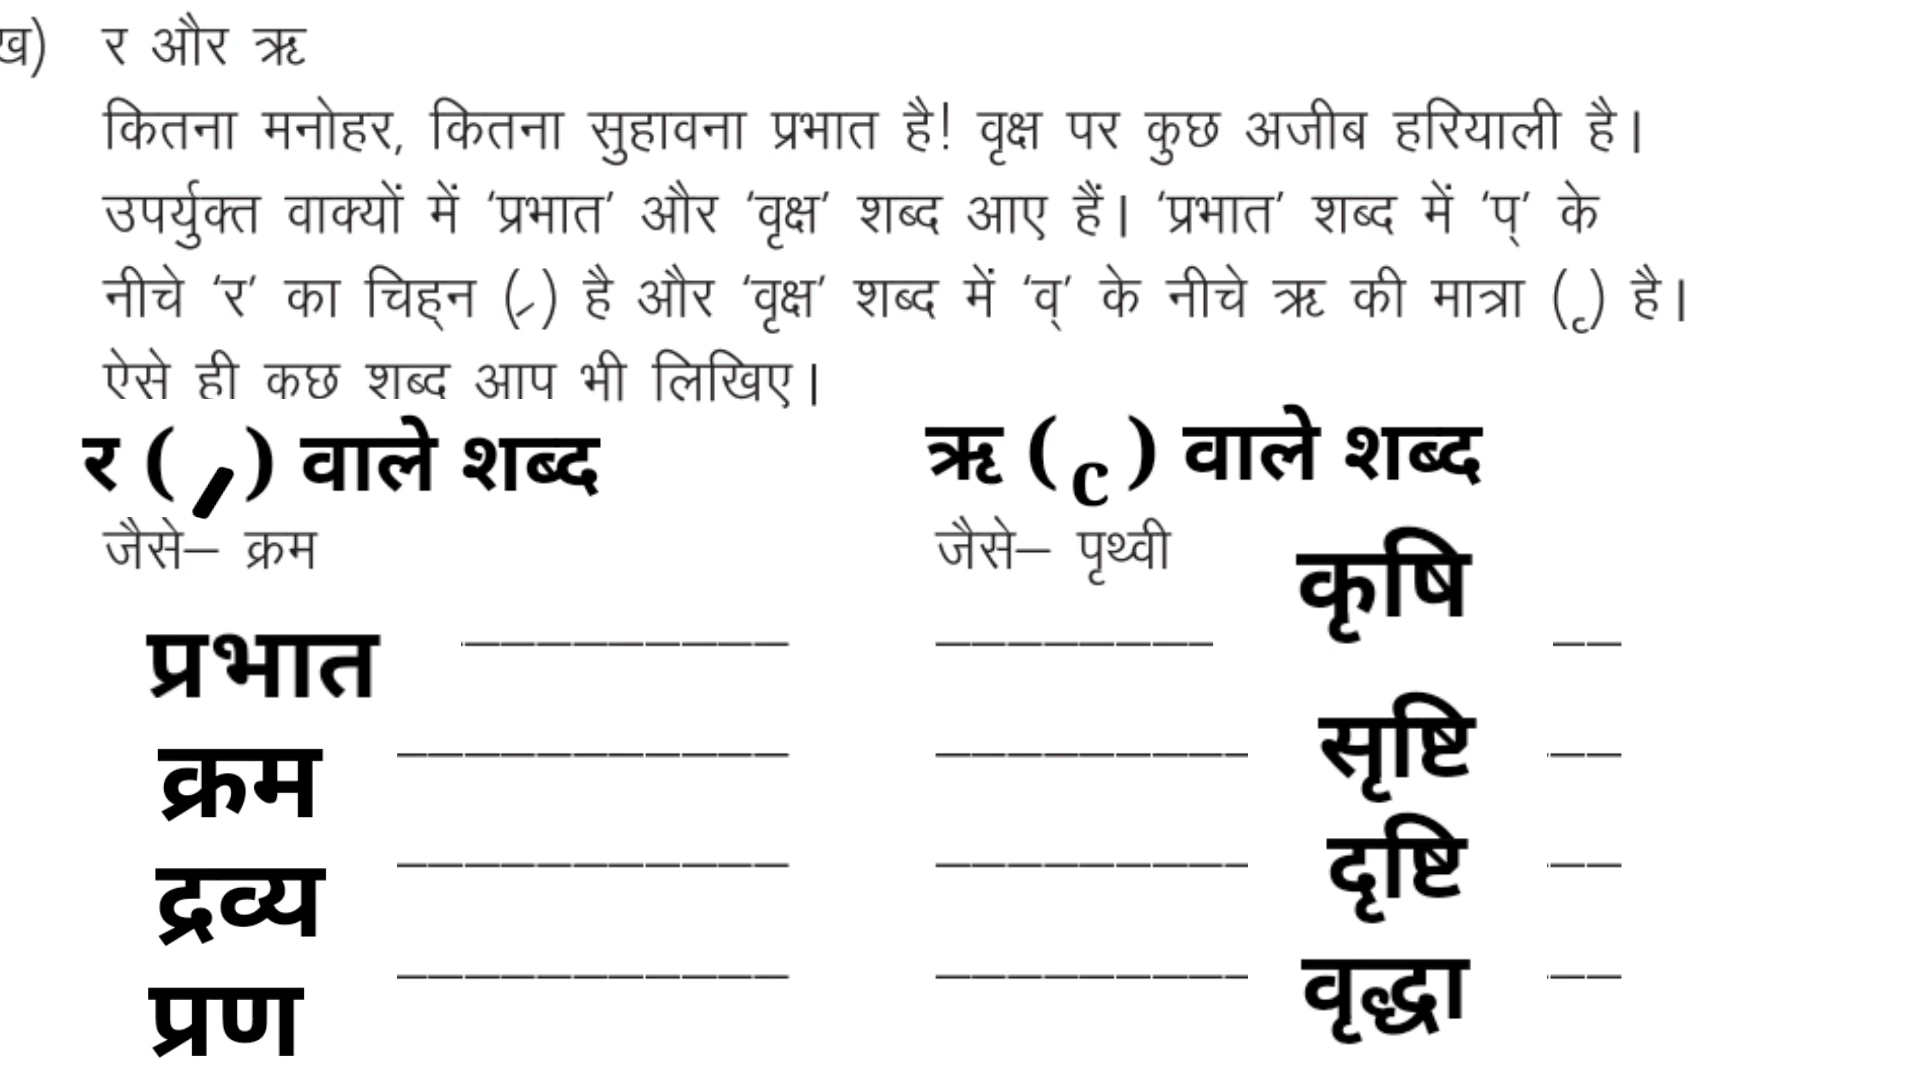 ख) र और ऋ
कितना मनोहर, कितना सुहावना प्रभात है! वृक्ष पर कुछ अजीब हरियाली है।
उपर्युक्त वाक्यों में ‘प्रभात’ और ‘वृक्ष’ शब्द आए हैं। ‘प्रभात’ शब्द में ‘प्’ के
नीचे ‘र’ का चिह्न (्र) है और ‘वृक्ष’ शब्द में ‘व्’ के नीचे ऋ की मात्रा (ृ) है।
ऐसे ही कुछ शब्द आप भी लिखिए।
र ( ्र ) वाले शब्द
ऋ ( ृ ) वाले शब्द
जैसे– क्रम
जैसे– पृथ्वी
कृषि
प्रभात
सृष्टि
क्रम
दृष्टि
द्रव्य
वृद्धा
प्रण